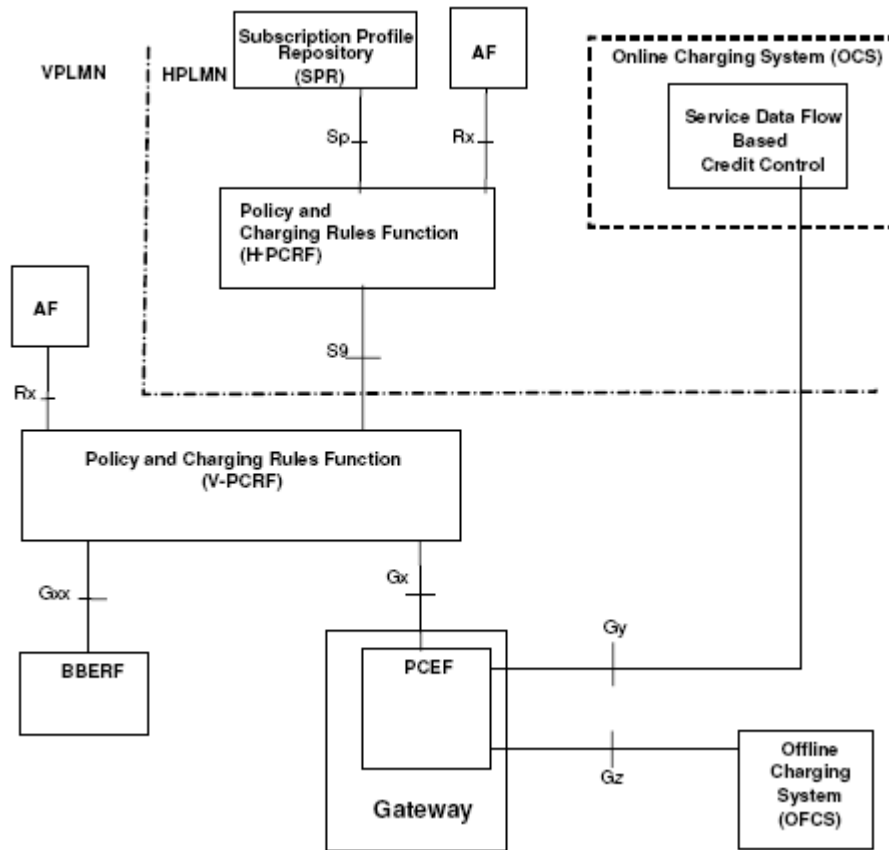 Subscription Profile
Repository
(SPR)
AF
Online Charging System (OCS)
VPLMN
HPLMN
Service Data Flow
Based
Credit Control
Sp
Rx
Policy and
Charging Rules Function
(H-PCRF)
AF
S9
Rx
Policy and Charging Rules Function
(V-PCRF)
Gxx
Gx
Gy
BBERF
PCEF
Gz
Offline
Charging
System
(OFCS)
Gateway